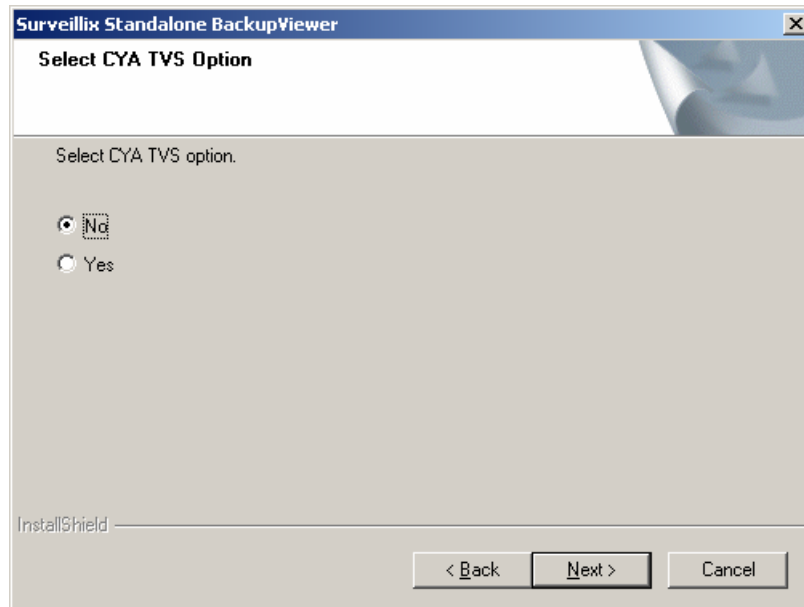 Surveillix Standalone BackupViewer
Select CYA TVS Option
Select CYA TVS option.
No
Yes
InstallShield
< Back Next > Cancel